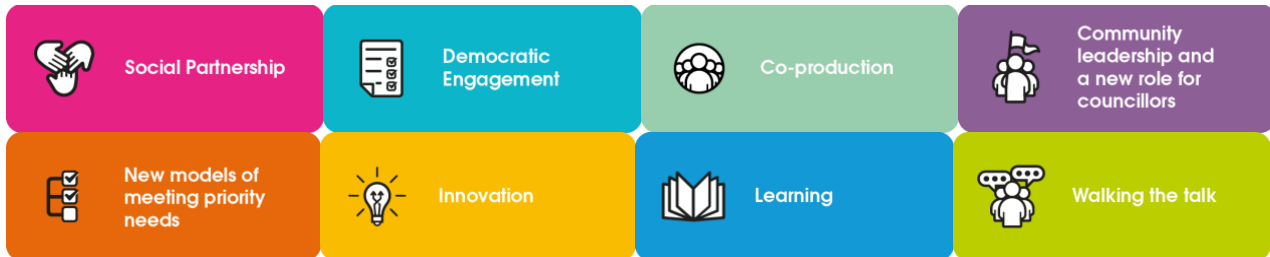 Social Partnership
Democratic
Engagement
Co-production
Community
leadership and
a new role for
councillors
New models of
meeting priority
needs
Innovation
Learning
Walking the talk